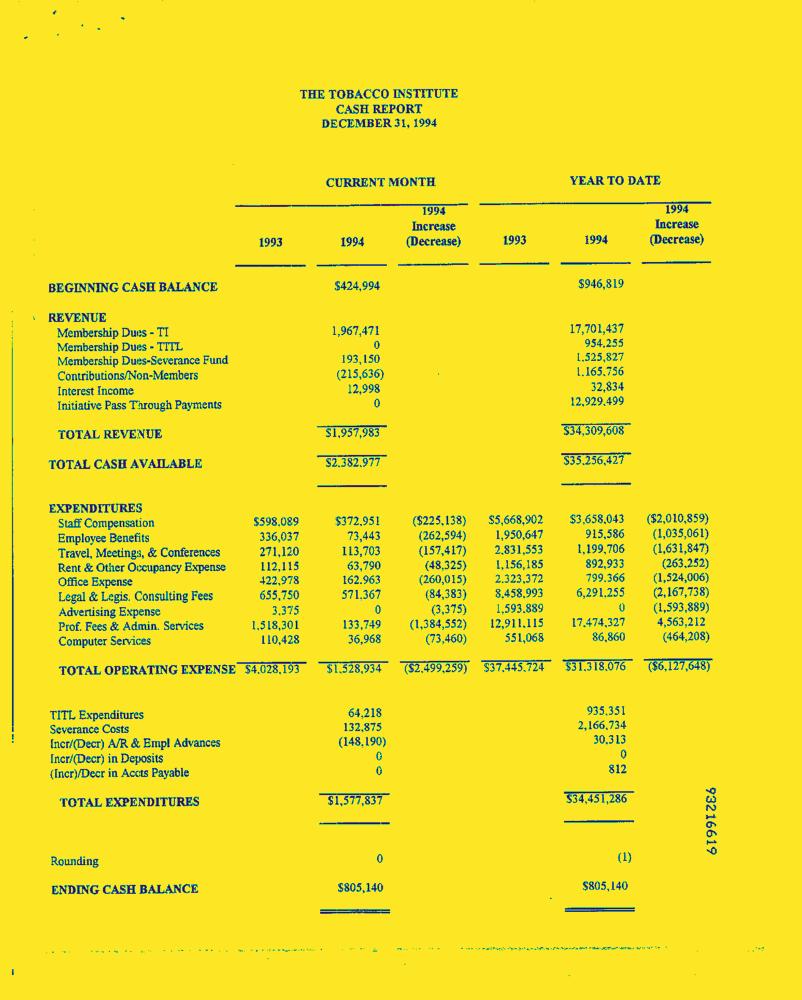 THE TOBACCO INSTITUTE
CASH REPORT
DECEMBER 31, 1994
CURRENT MONTH YEAR TO DATE
1994 1994
Increase Increase
1993 1994 (Decrease) 1993 1994 (Decrease)
BEGINNING CASH BALANCE $424,994 $946,819
REVENUE
Membership Dues - TI 1,967,471 17,701,437
Membership Dues - TITL 0 954,255
Membership Dues-Severance Fund 193,150 1,525,827
Contributions/Non-Members (215,636) 1,165,756
Interest Income 12,998 32,834
Initiative Pass Through Payments 0 12,929,499
TOTAL REVENUE $1,957,983 $34,309,608
TOTAL CASH AVAILABLE $2,382,977 $35,256,427
EXPENDITURES
Staff Compensation $598,089 $372,951 ($225,138) $5,668,902 $3,658,043 ($2,010,859)
Employee Benefits 336,037 73,443 (262,594) 1,950,647 915,586 (1,035,061)
Travel, Meetings, & Conferences 271,120 113,703 (157,417) 2,831,553 1,199,706 (1,631,847)
Rent & Other Occupancy Expense 112,115 63,790 (48,325) 1,156,185 892,933 (263,252)
Office Expense 422,978 162,963 (260,015) 2,323,372 799,366 (1,524,006)
Legal & Legis. Consulting Fees 655,750 571,367 (84,383) 8,458,993 6,291,255 (2,167,738)
Advertising Expense 3,375 0 (3,375) 1,593,889 0 (1,593,889)
Prof. Fees & Admin. Services 1,518,301 133,749 (1,384,552) 12,911,115 17,474,327 4,563,212
Computer Services 110,428 36,968 (73,460) 551,068 86,860 (464,208)
TOTAL OPERATING EXPENSE $4,028,193 $1,528,934 ($2,499,259) $37,445,724 $31,318,076 ($6,127,648)
TITL Expenditures 64,218 935,351
Severance Costs 132,875 2,166,734
Incr/(Decr) A/R & Empl Advances (148,190) 30,313
Incr/(Decr) in Deposits 0 0
(Incr)/Decr in Accts Payable 0 812
TOTAL EXPENDITURES $1,577,837 $34,451,286
93216619
Rounding 0 (1)
ENDING CASH BALANCE $805,140 $805,140